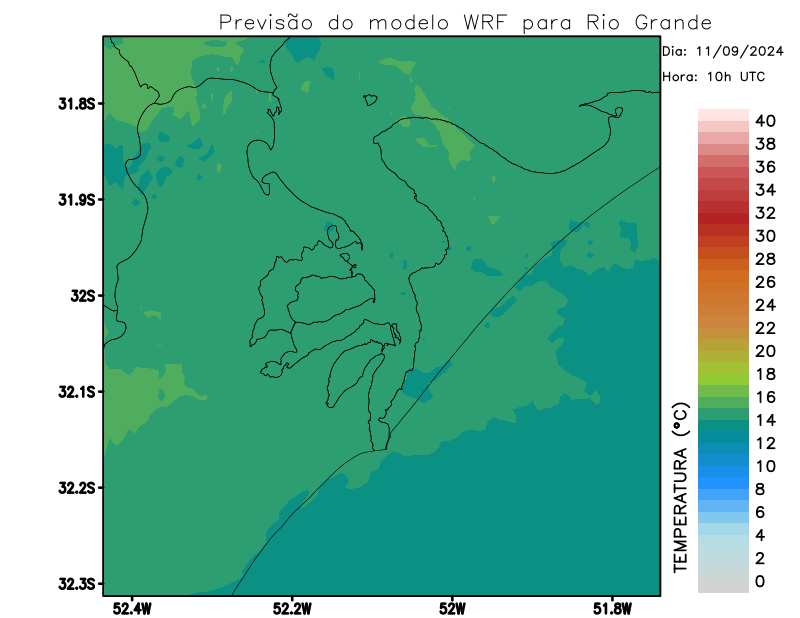 Previsão do modelo WRF para Rio Grande
Dia: 11/09/2024
Hora: 10h UTC
31.8S
31.9S
32S
32.1S
32.2S
32.3S
52.4W
52.2W
52W
51.8W
TEMPERATURA (°C)
40
38
36
34
32
30
28
26
24
22
20
18
16
14
12
10
8
6
4
2
0